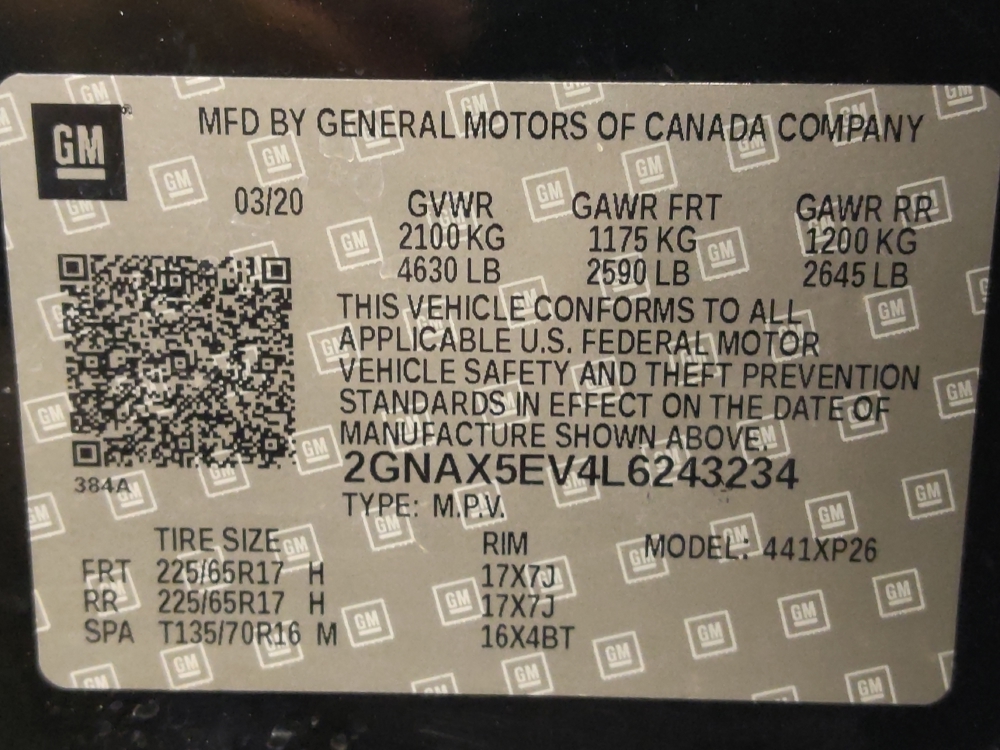 GM
MFD BY GENERAL MOTORS OF CANADA COMPANY
03/20 GVWR GAWR FRT GAWR RR
2100 KG 1175 KG 1200 KG
4630 LB 2590 LB 2645 LB
THIS VEHICLE CONFORMS TO ALL
APPLICABLE U.S. FEDERAL MOTOR
VEHICLE SAFETY AND THEFT PREVENTION
STANDARDS IN EFFECT ON THE DATE OF
MANUFACTURE SHOWN ABOVE.
2GNAX5EV4L6243234
384A
TYPE: M.P.V.
TIRE SIZE RIM MODEL: 441XP26
FRT 225/65R17 H 17X7J
RR 225/65R17 H 17X7J
SPA T135/70R16 M 16X4BT